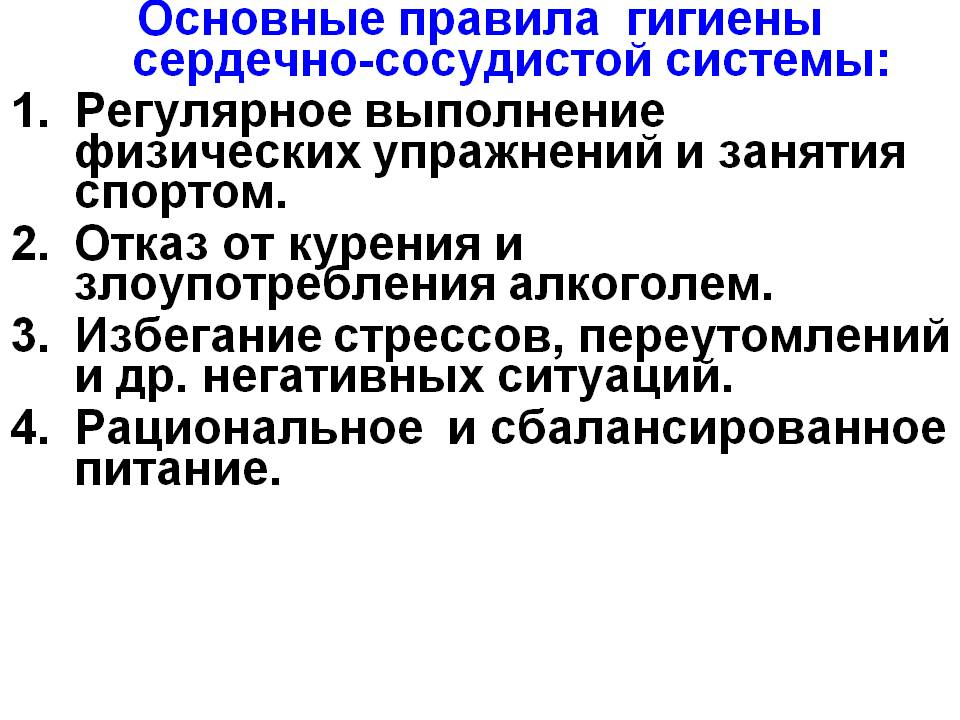 Основные правила  гигиены
сердечно-сосудистой системы:
1. Регулярное выполнение
физических упражнений и занятия
спортом.
2. Отказ от курения и
злоупотребления алкоголем.
3. Избегание стрессов, переутомлений
и др. негативных ситуаций.
4. Рациональное  и сбалансированное
питание.